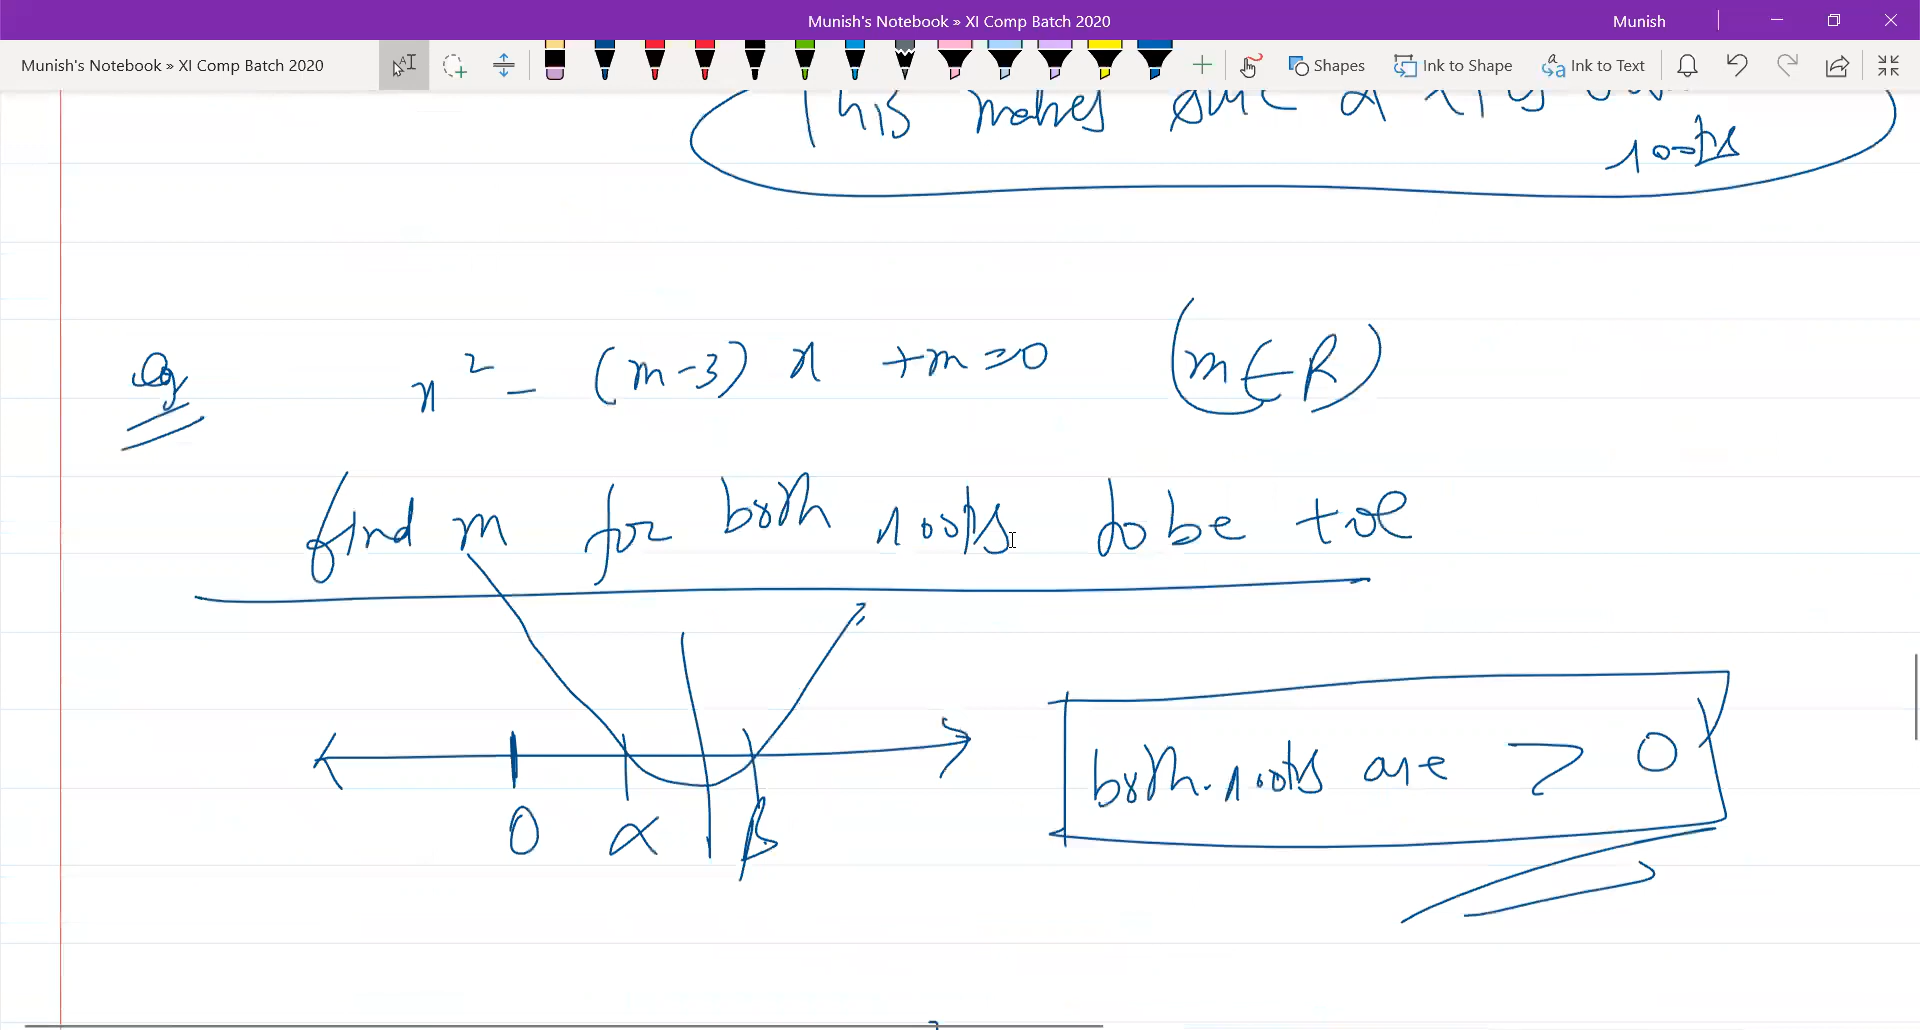 Munish's Notebook » XI Comp Batch 2020
Munish
Munish's Notebook » XI Comp Batch 2020
Shapes
Ink to Shape
Ink to Text
This makes sure α
roots
Eg
x² - (m-3) x + m = 0 (m ∈ R)
find m for both roots to be +ve
0 α β
both roots are > 0